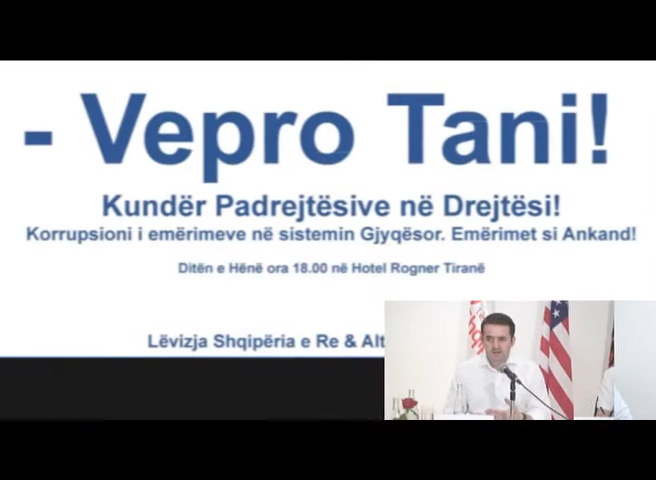 - Vepro Tani!
Kundër Padrejtësive në Drejtësi!
Korrupsioni i emërimeve në sistemin Gjyqësor. Emërimet si Ankand!
Ditën e Hënë ora 18.00 në Hotel Rogner Tiranë
Lëvizja Shqipëria e Re &